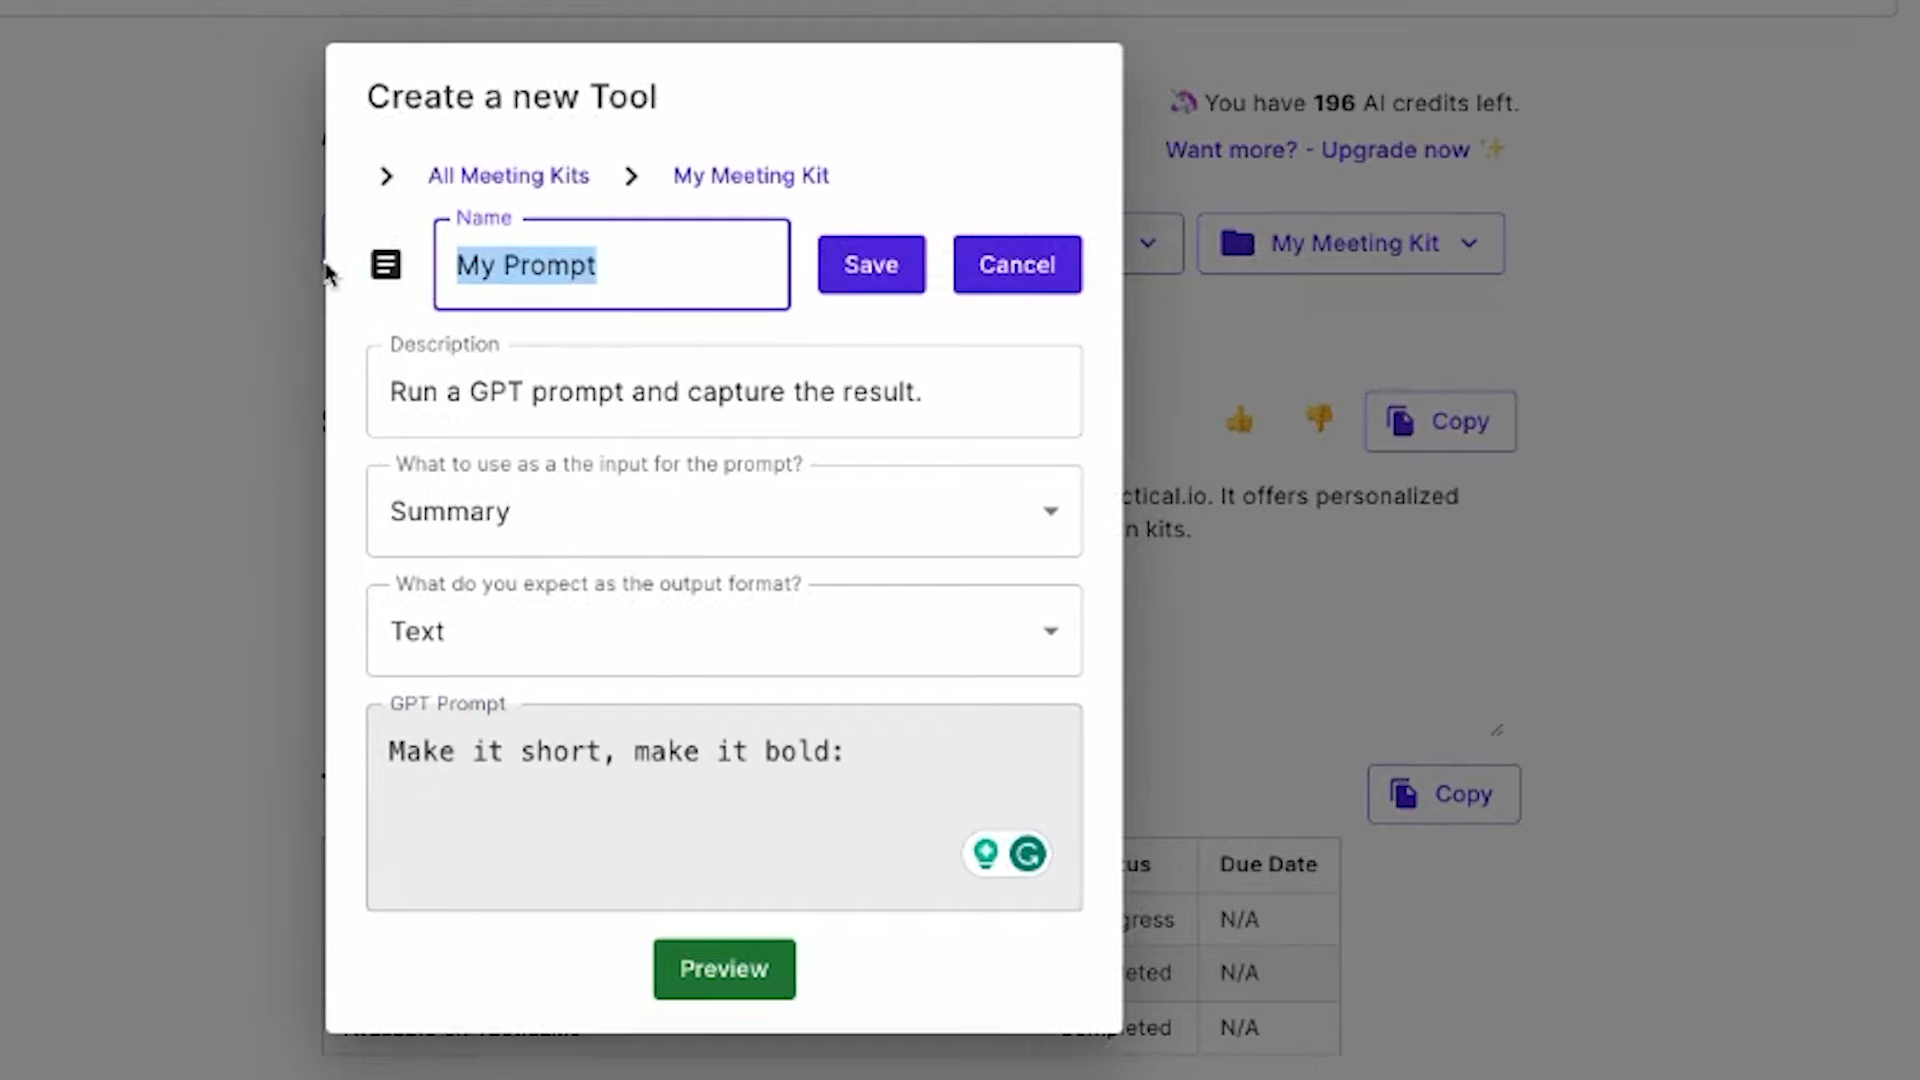 Create a new Tool
You have 196 AI credits left.
Want more? - Upgrade now
All Meeting Kits
My Meeting Kit
Name
My Prompt
Save
Cancel
My Meeting Kit
Description
Run a GPT prompt and capture the result.
Copy
What to use as a the input for the prompt?
Summary
ctical.io. It offers personalized
n kits.
What do you expect as the output format?
Text
GPT Prompt
Make it short, make it bold:
Copy
us
Due Date
gress
N/A
eted
N/A
Preview
N/A